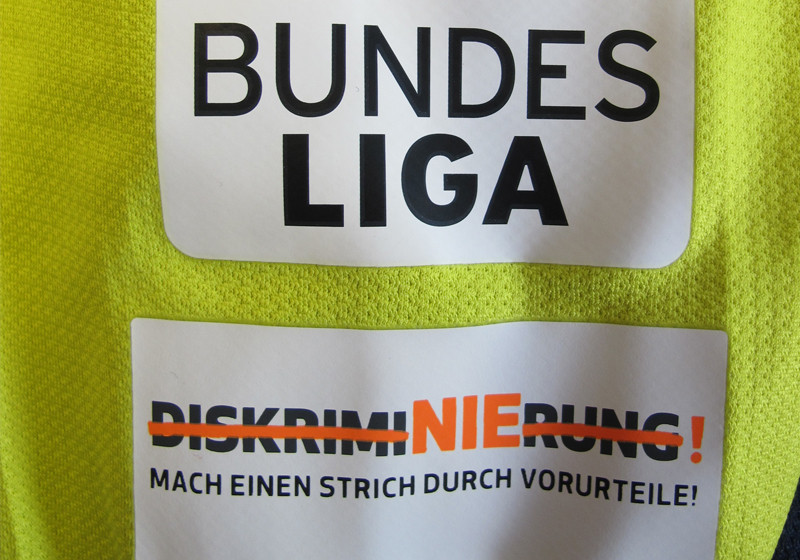 BUNDES
LIGA
DISKRIMINIERUNG!
MACH EINEN STRICH DURCH VORURTEILE!